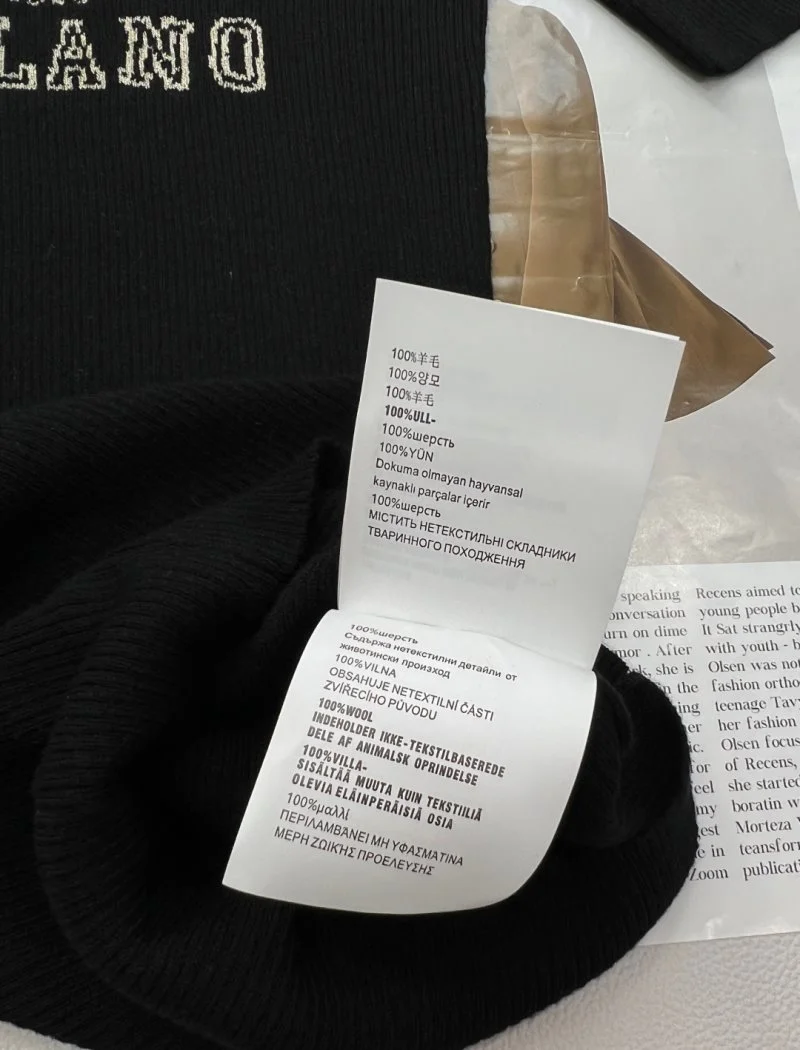 LANO
100%羊毛
100%양모
100%羊毛
100%ULL-
100%шерсть
100%YÜN
Dokuma olmayan hayvansal
kaynaklı parçalar içerir
100%шерсть
МІСТИТЬ НЕТЕКСТИЛЬНІ СКЛАДНИКИ
ТВАРИННОГО ПОХОДЖЕННЯ
100%шерсть
Съдържа нетекстилни детайли от
животински произход
100%VILNA
OBSAHUJE NETEXTILNÍ ČÁSTI
ZVÍŘECÍHO PŮVODU
100%WOOL
INDEHOLDER IKKE-TEKSTILBASEREDE
DELE AF ANIMALSK OPRINDELSE
100%VILLA-
SISÄLTÄÄ MUUTA KUIN TEKSTIILIÄ
OLEVIA ELÄINPERÄISIÄ OSIA
100%μαλλί
ΠΕΡΙΛΑΜΒΑΝΕΙ ΜΗ ΥΦΑΣΜΑΤΙΝΑ
ΜΕΡΗ ΖΩΙΚΉΣ ΠΡΟΕΛΕΥΣΗΣ
speaking
onversation
urn on dime
mor . After
she is
n the
Recens aimed to
young people b
It Sat strangrly
with youth - b
Olsen was not
fashion ortho
teenage Tav
her fashion
Olsen focus
of Recens,
she started
boratin w
Morteza
teansform
publicat